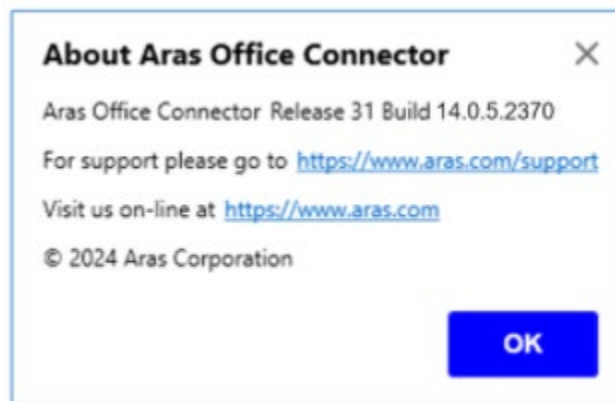 About Aras Office Connector
Aras Office Connector Release 31 Build 14.0.5.2370
For support please go to https://www.aras.com/support
Visit us on-line at https://www.aras.com
© 2024 Aras Corporation
OK